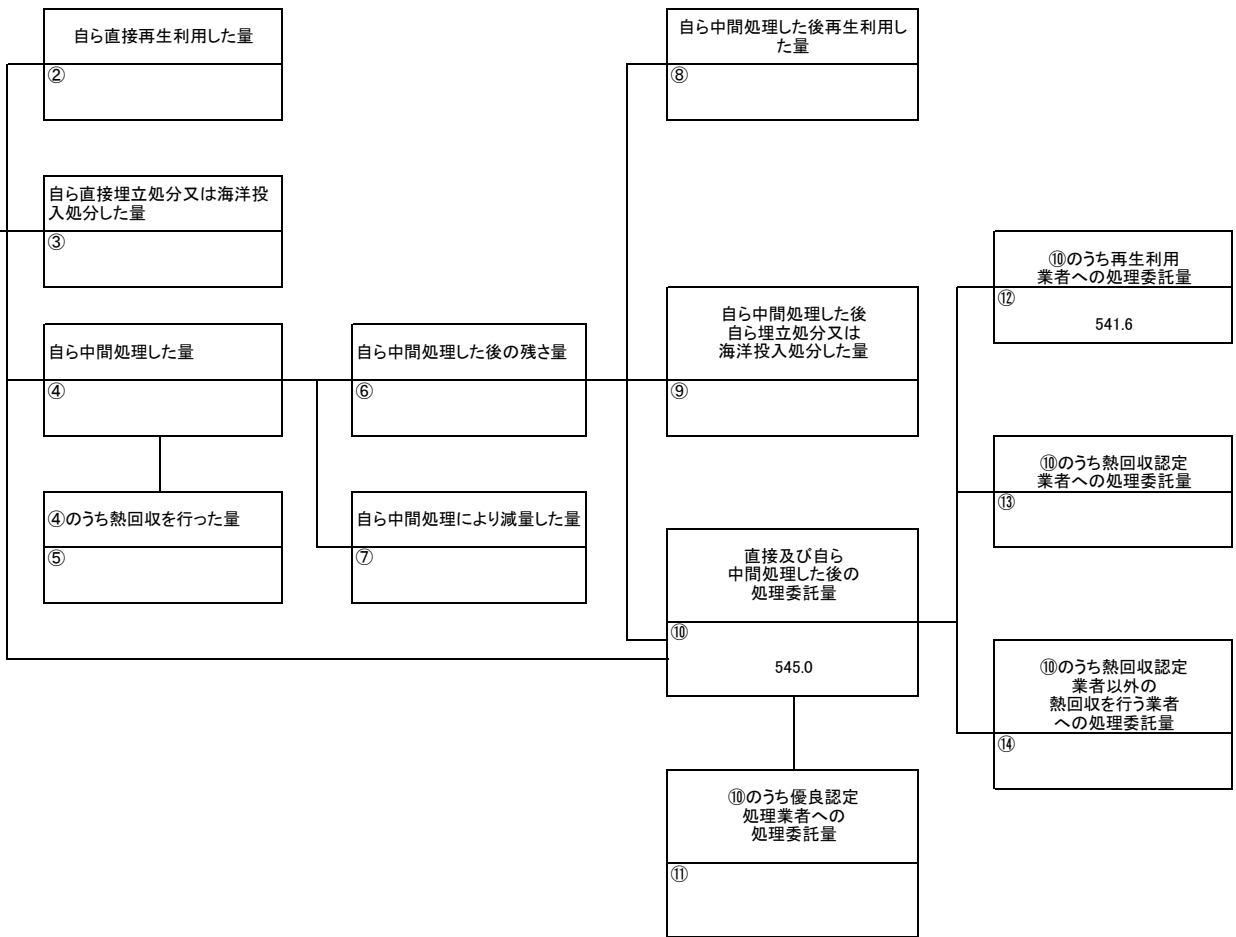 自ら直接再生利用した量
②
自ら中間処理した後再生利用し
た量
⑧
自ら直接埋立処分又は海洋投
入処分した量
③
⑩のうち再生利用
業者への処理委託量
⑫
541.6
自ら中間処理した後
自ら埋立処分又は
海洋投入処分した量
⑨
自ら中間処理した量
④
自ら中間処理した後の残さ量
⑥
⑩のうち熱回収認定
業者への処理委託量
⑬
④のうち熱回収を行った量
⑤
自ら中間処理により減量した量
⑦
直接及び自ら
中間処理した後の
処理委託量
⑩
545.0
⑩のうち熱回収認定
業者以外の
熱回収を行う業者
への処理委託量
⑭
⑩のうち優良認定
処理業者への
処理委託量
⑪